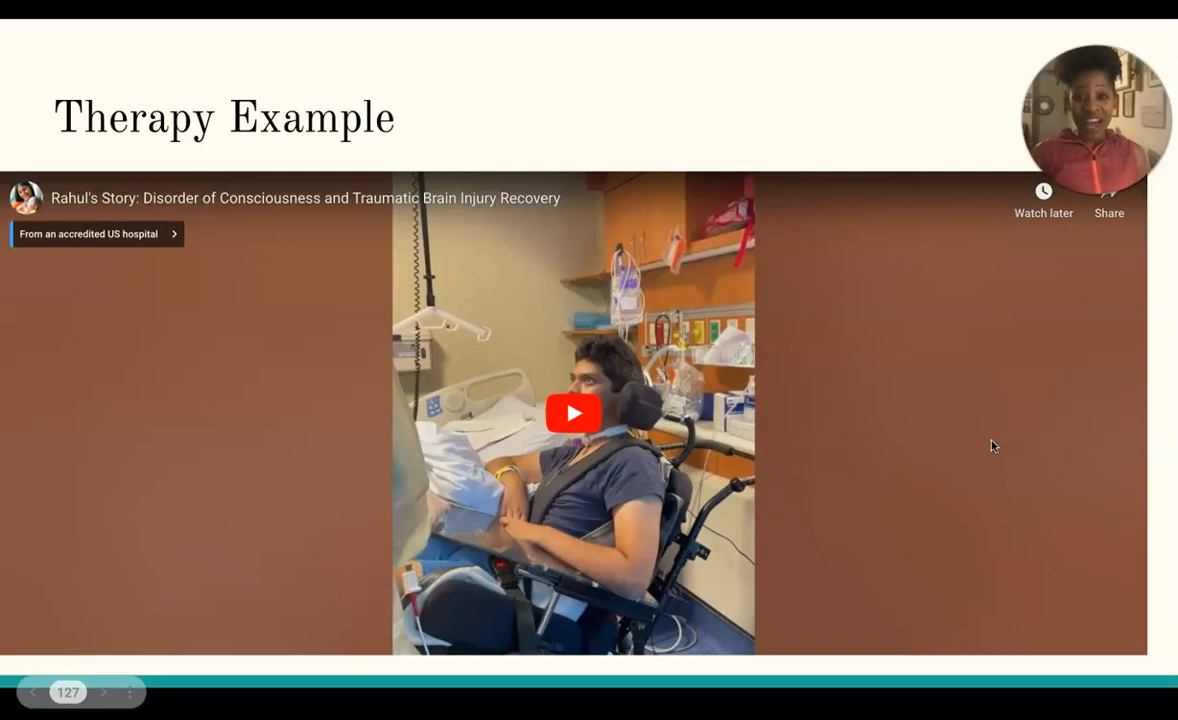 Therapy Example
Rahul's Story: Disorder of Consciousness and Traumatic Brain Injury Recovery
From an accredited US hospital
Watch later
Share
127